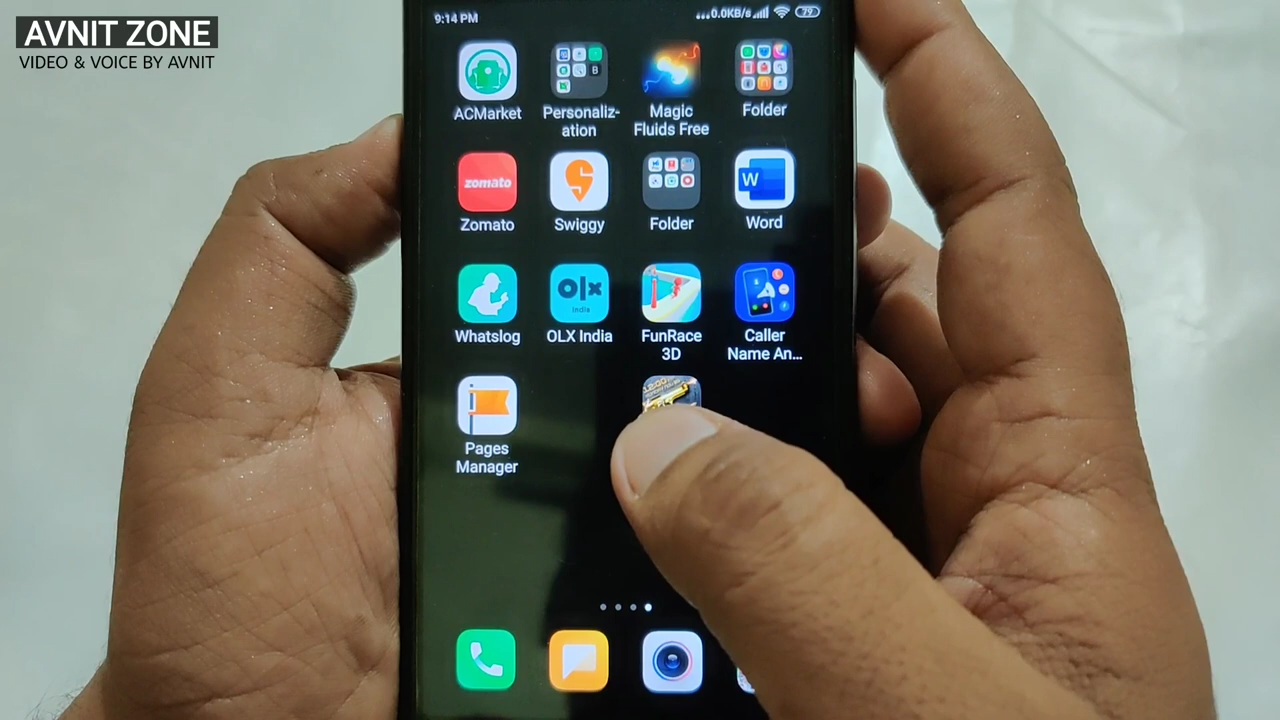 AVNIT ZONE
VIDEO & VOICE BY AVNIT
9:14 PM
...0.0KB/s
79
ACMarket
Personaliz-
ation
Magic
Fluids Free
Folder
zomato
Zomato
Swiggy
Folder
W
Word
Whatslog
olx
India
OLX India
FunRace
3D
Caller
Name An...
Pages
Manager